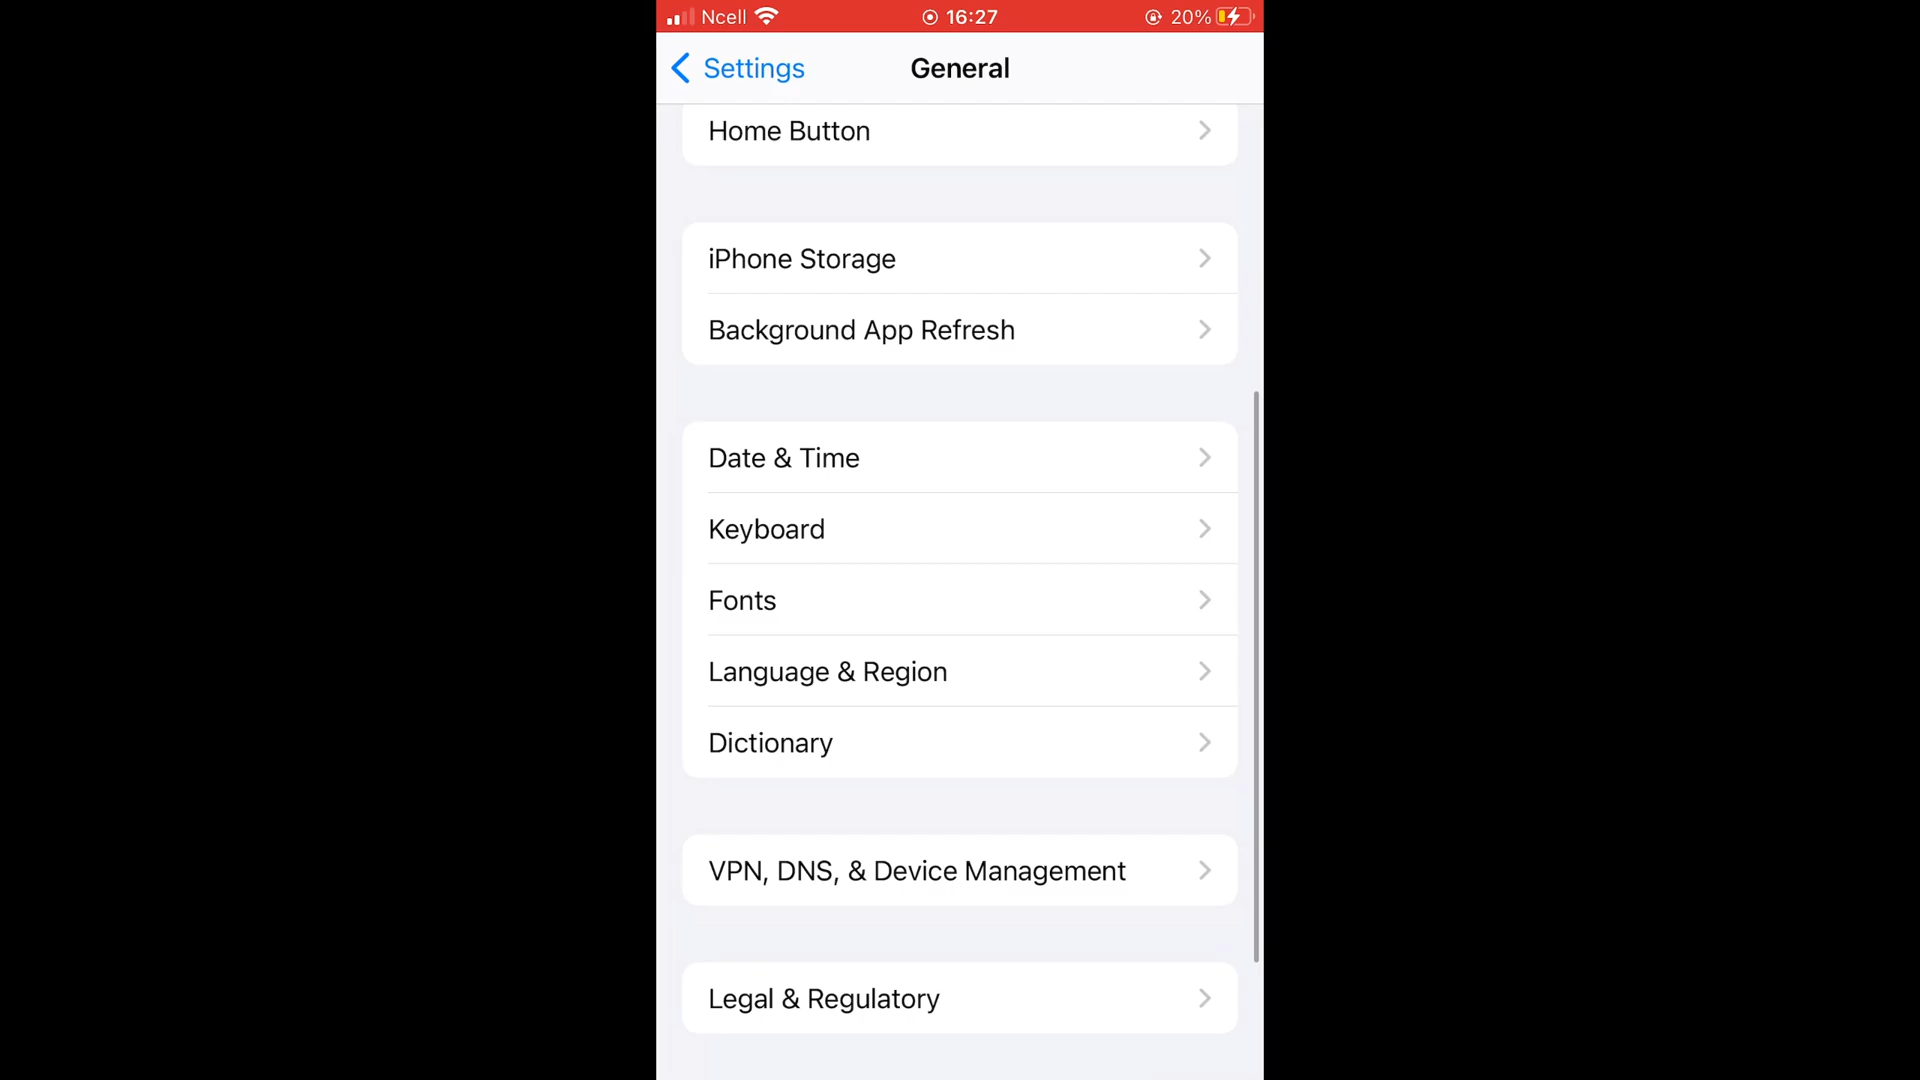 Ncell 16:27 20%
Settings General
Home Button
iPhone Storage
Background App Refresh
Date & Time
Keyboard
Fonts
Language & Region
Dictionary
VPN, DNS, & Device Management
Legal & Regulatory